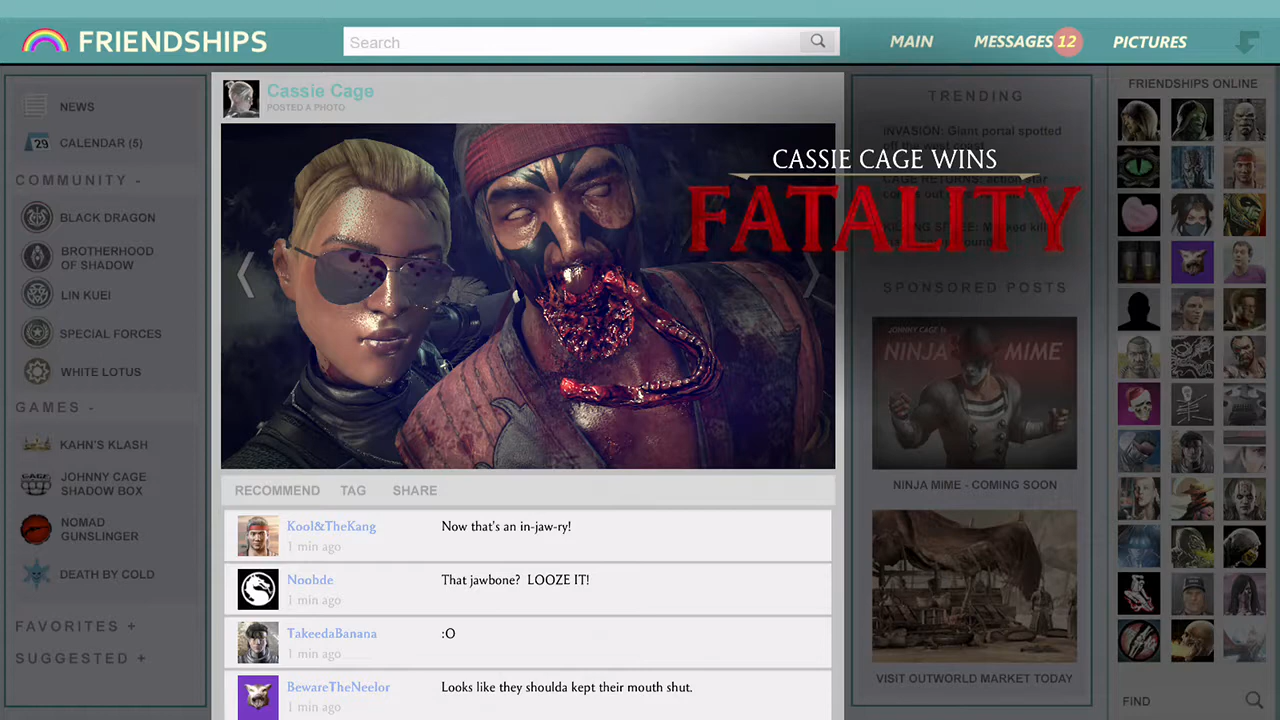 FRIENDSHIPS
Search
MAIN
MESSAGES 12
PICTURES
NEWS
29
CALENDAR (5)
COMMUNITY -
BLACK DRAGON
BROTHERHOOD
OF SHADOW
LIN KUEI
SPECIAL FORCES
WHITE LOTUS
GAMES -
KAHN'S KLASH
CAGE
JOHNNY CAGE
SHADOW BOX
NOMAD
GUNSLINGER
DEATH BY COLD
FAVORITES +
SUGGESTED +
Cassie Cage
POSTED A PHOTO
CASSIE CAGE WINS
FATALITY
RECOMMEND
TAG
SHARE
Kool&TheKang
1 min ago
Now that's an in-jaw-ry!
Noobde
1 min ago
That jawbone? LOOZE IT!
TakeedaBanana
1 min ago
:O
BewareTheNeelor
1 min ago
Looks like they shoulda kept their mouth shut.
TRENDING
INVASION: Giant portal spotted
CAGE RETURNS: action star
SPONSORED POSTS
JOHNNY CAGE
NINJA MIME
NINJA MIME - COMING SOON
VISIT OUTWORLD MARKET TODAY
FRIENDSHIPS ONLINE
FIND